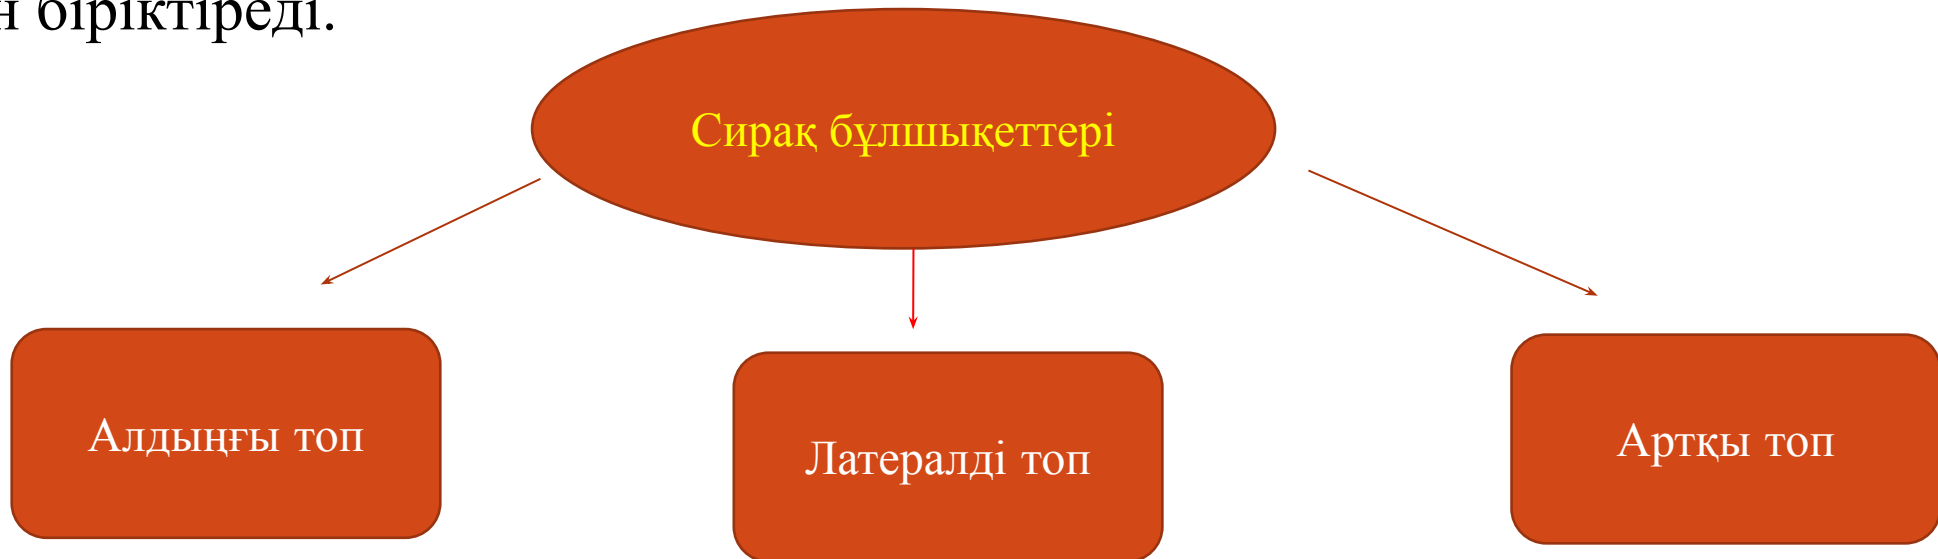 біріктіреді.
Сирақ бұлшықеттері
Алдыңғы топ
Латералді топ
Артқы топ